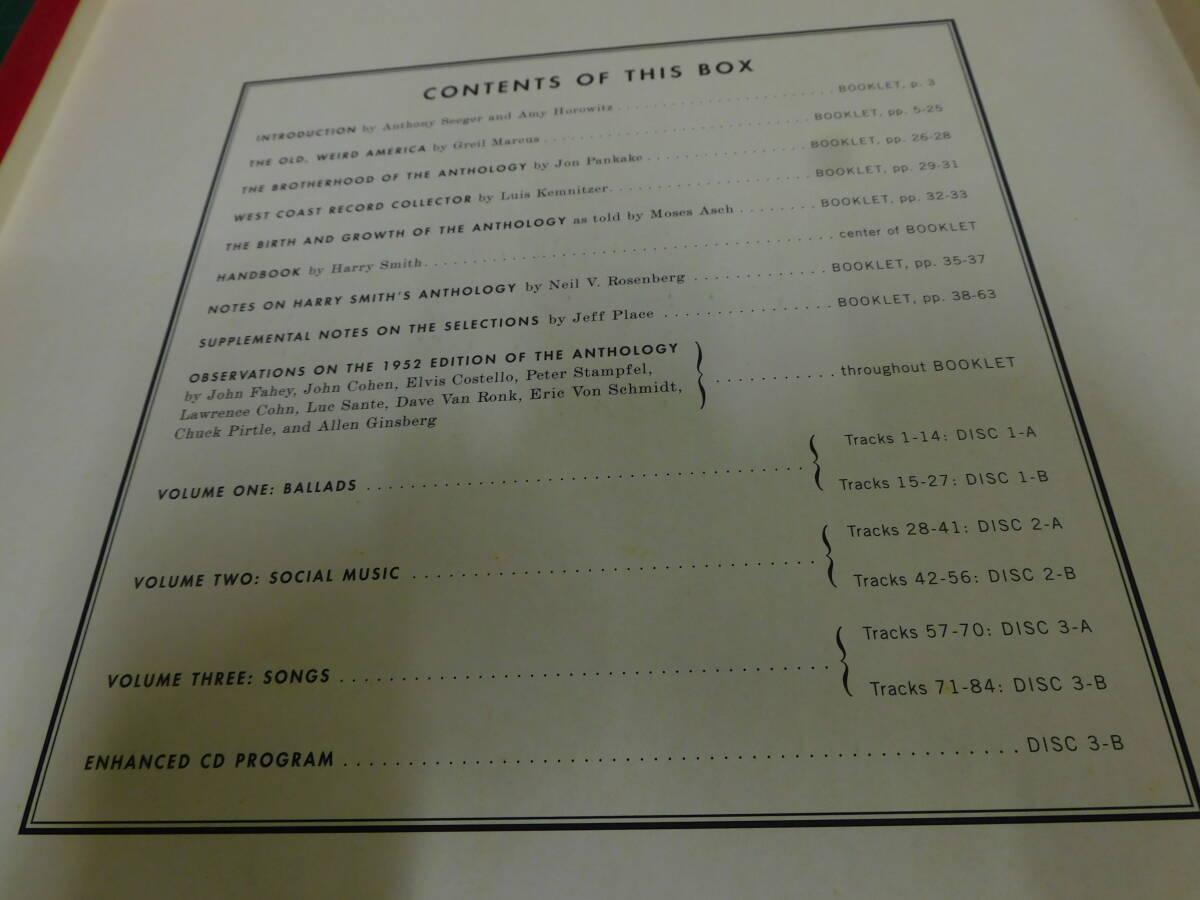 CONTENTS OF THIS BOX
INTRODUCTION by Anthony Seeger and Amy Horowitz . . . . . . . . . . . . . . . . . . . . . . . BOOKLET, p. 3
THE OLD, WEIRD AMERICA by Greil Marcus . . . . . . . . . . . . . . . . . . . . . . . . . . . . BOOKLET, pp. 5-25
THE BROTHERHOOD OF THE ANTHOLOGY by Jon Pankake . . . . . . . . . . . . . . . . BOOKLET, pp. 26-28
WEST COAST RECORD COLLECTOR by Luis Kemnitzer. . . . . . . . . . . . . . . . . . . . BOOKLET, pp. 29-31
THE BIRTH AND GROWTH OF THE ANTHOLOGY as told by Moses Asch . . . . . . . . BOOKLET, pp. 32-33
HANDBOOK by Harry Smith. . . . . . . . . . . . . . . . . . . . . . . . . . . . . . . . . . . . . . center of BOOKLET
NOTES ON HARRY SMITH'S ANTHOLOGY by Neil V. Rosenberg . . . . . . . . . . . . . BOOKLET, pp. 35-37
SUPPLEMENTAL NOTES ON THE SELECTIONS by Jeff Place . . . . . . . . . . . . . . . . BOOKLET, pp. 38-63
OBSERVATIONS ON THE 1952 EDITION OF THE ANTHOLOGY
by John Fahey, John Cohen, Elvis Costello, Peter Stampfel,
Lawrence Cohn, Luc Sante, Dave Van Ronk, Eric Von Schmidt,
Chuck Pirtle, and Allen Ginsberg
. . . . . . . . . . . throughout BOOKLET
VOLUME ONE: BALLADS . . . . . . . . . . . . . . . . . . . . . . . . . . . . . . . . . . . .
Tracks 1-14: DISC 1-A
Tracks 15-27: DISC 1-B
VOLUME TWO: SOCIAL MUSIC . . . . . . . . . . . . . . . . . . . . . . . . . . . . . . . .
Tracks 28-41: DISC 2-A
Tracks 42-56: DISC 2-B
VOLUME THREE: SONGS . . . . . . . . . . . . . . . . . . . . . . . . . . . . . . . . . . . .
Tracks 57-70: DISC 3-A
Tracks 71-84: DISC 3-B
ENHANCED CD PROGRAM . . . . . . . . . . . . . . . . . . . . . . . . . . . . . . . . . . . . . . . . . . . . . . DISC 3-B